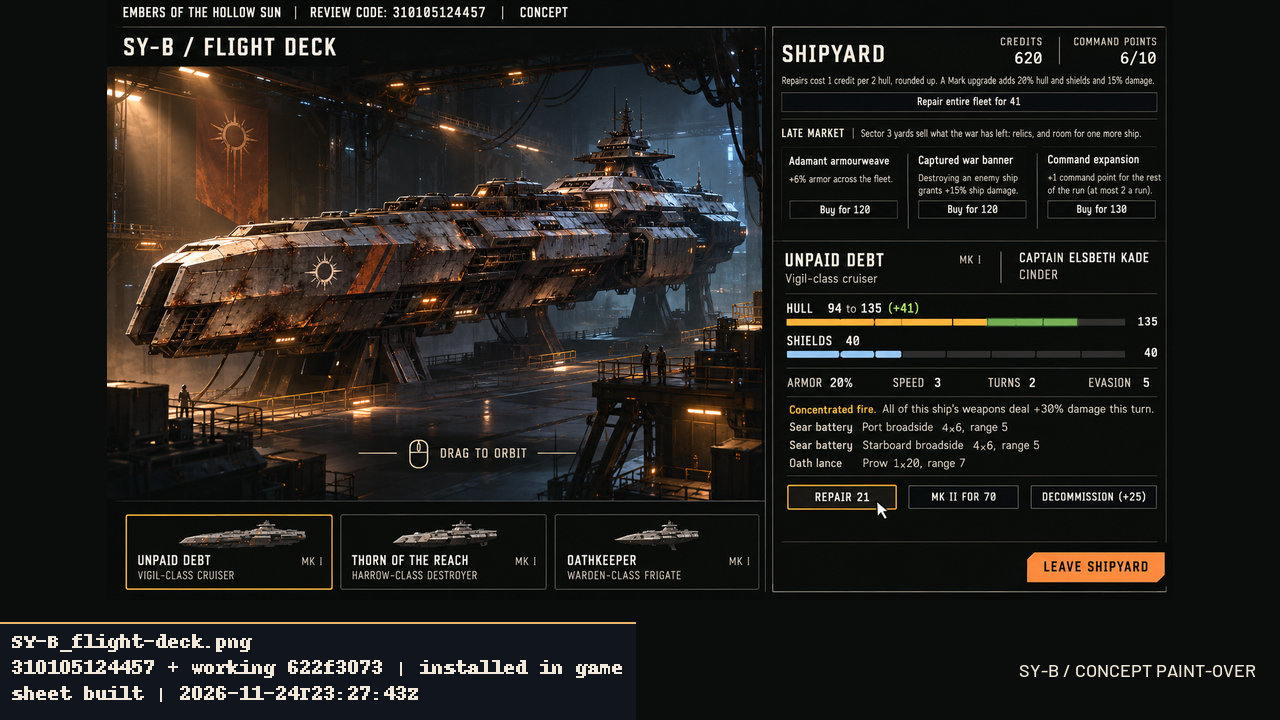 EMBERS OF THE HOLLOW SUN | REVIEW CODE: 310105124457 | CONCEPT
SY-B / FLIGHT DECK
DRAG TO ORBIT
UNPAID DEBT MK I
VIGIL-CLASS CRUISER
THORN OF THE REACH MK I
HARROW-CLASS DESTROYER
OATHKEEPER MK I
WARDEN-CLASS FRIGATE
SHIPYARD
CREDITS
620
COMMAND POINTS
6/10
Repairs cost 1 credit per 2 hull, rounded up. A Mark upgrade adds 20% hull and shields and 15% damage.
Repair entire fleet for 41
LATE MARKET | Sector 3 yards sell what the war has left: relics, and room for one more ship.
Adamant armourweave
+6% armor across the fleet.
Buy for 120
Captured war banner
Destroying an enemy ship
grants +15% ship damage.
Buy for 120
Command expansion
+1 command point for the rest
of the run (at most 2 a run).
Buy for 130
UNPAID DEBT MK I
Vigil-class cruiser
CAPTAIN ELSBETH KADE
CINDER
HULL 94 to 135 (+41)
135
SHIELDS 40
40
ARMOR 20% SPEED 3 TURNS 2 EVASION 5
Concentrated fire. All of this ship's weapons deal +30% damage this turn.
Sear battery Port broadside 4×6, range 5
Sear battery Starboard broadside 4×6, range 5
Oath lance Prow 1×20, range 7
REPAIR 21
MK II FOR 70
DECOMMISSION (+25)
LEAVE SHIPYARD
SY-B_flight-deck.png
310105124457 + working 622f3073 | installed in game
sheet built | 2026-11-24T23:27:43Z
SY-B / CONCEPT PAINT-OVER